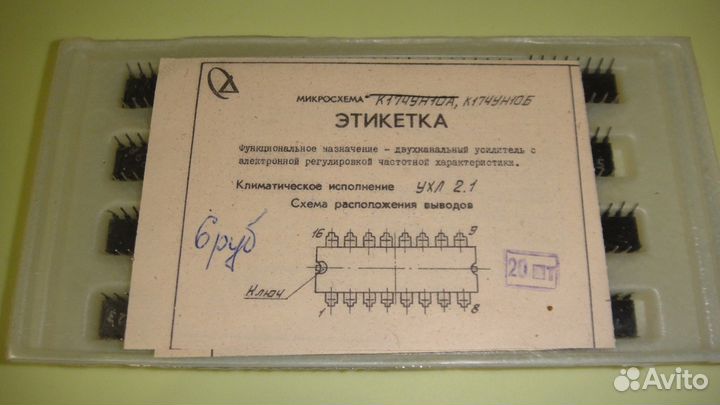 МИКРОСХЕМА К174УН10А, К174УН10Б
ЭТИКЕТКА
Функциональное назначение - двухканальный усилитель с
электронной регулировкой частотной характеристики.
Климатическое исполнение УХЛ 2.1
Схема расположения выводов
6 руб
16
9
20 шт
Ключ
1
8
Avito